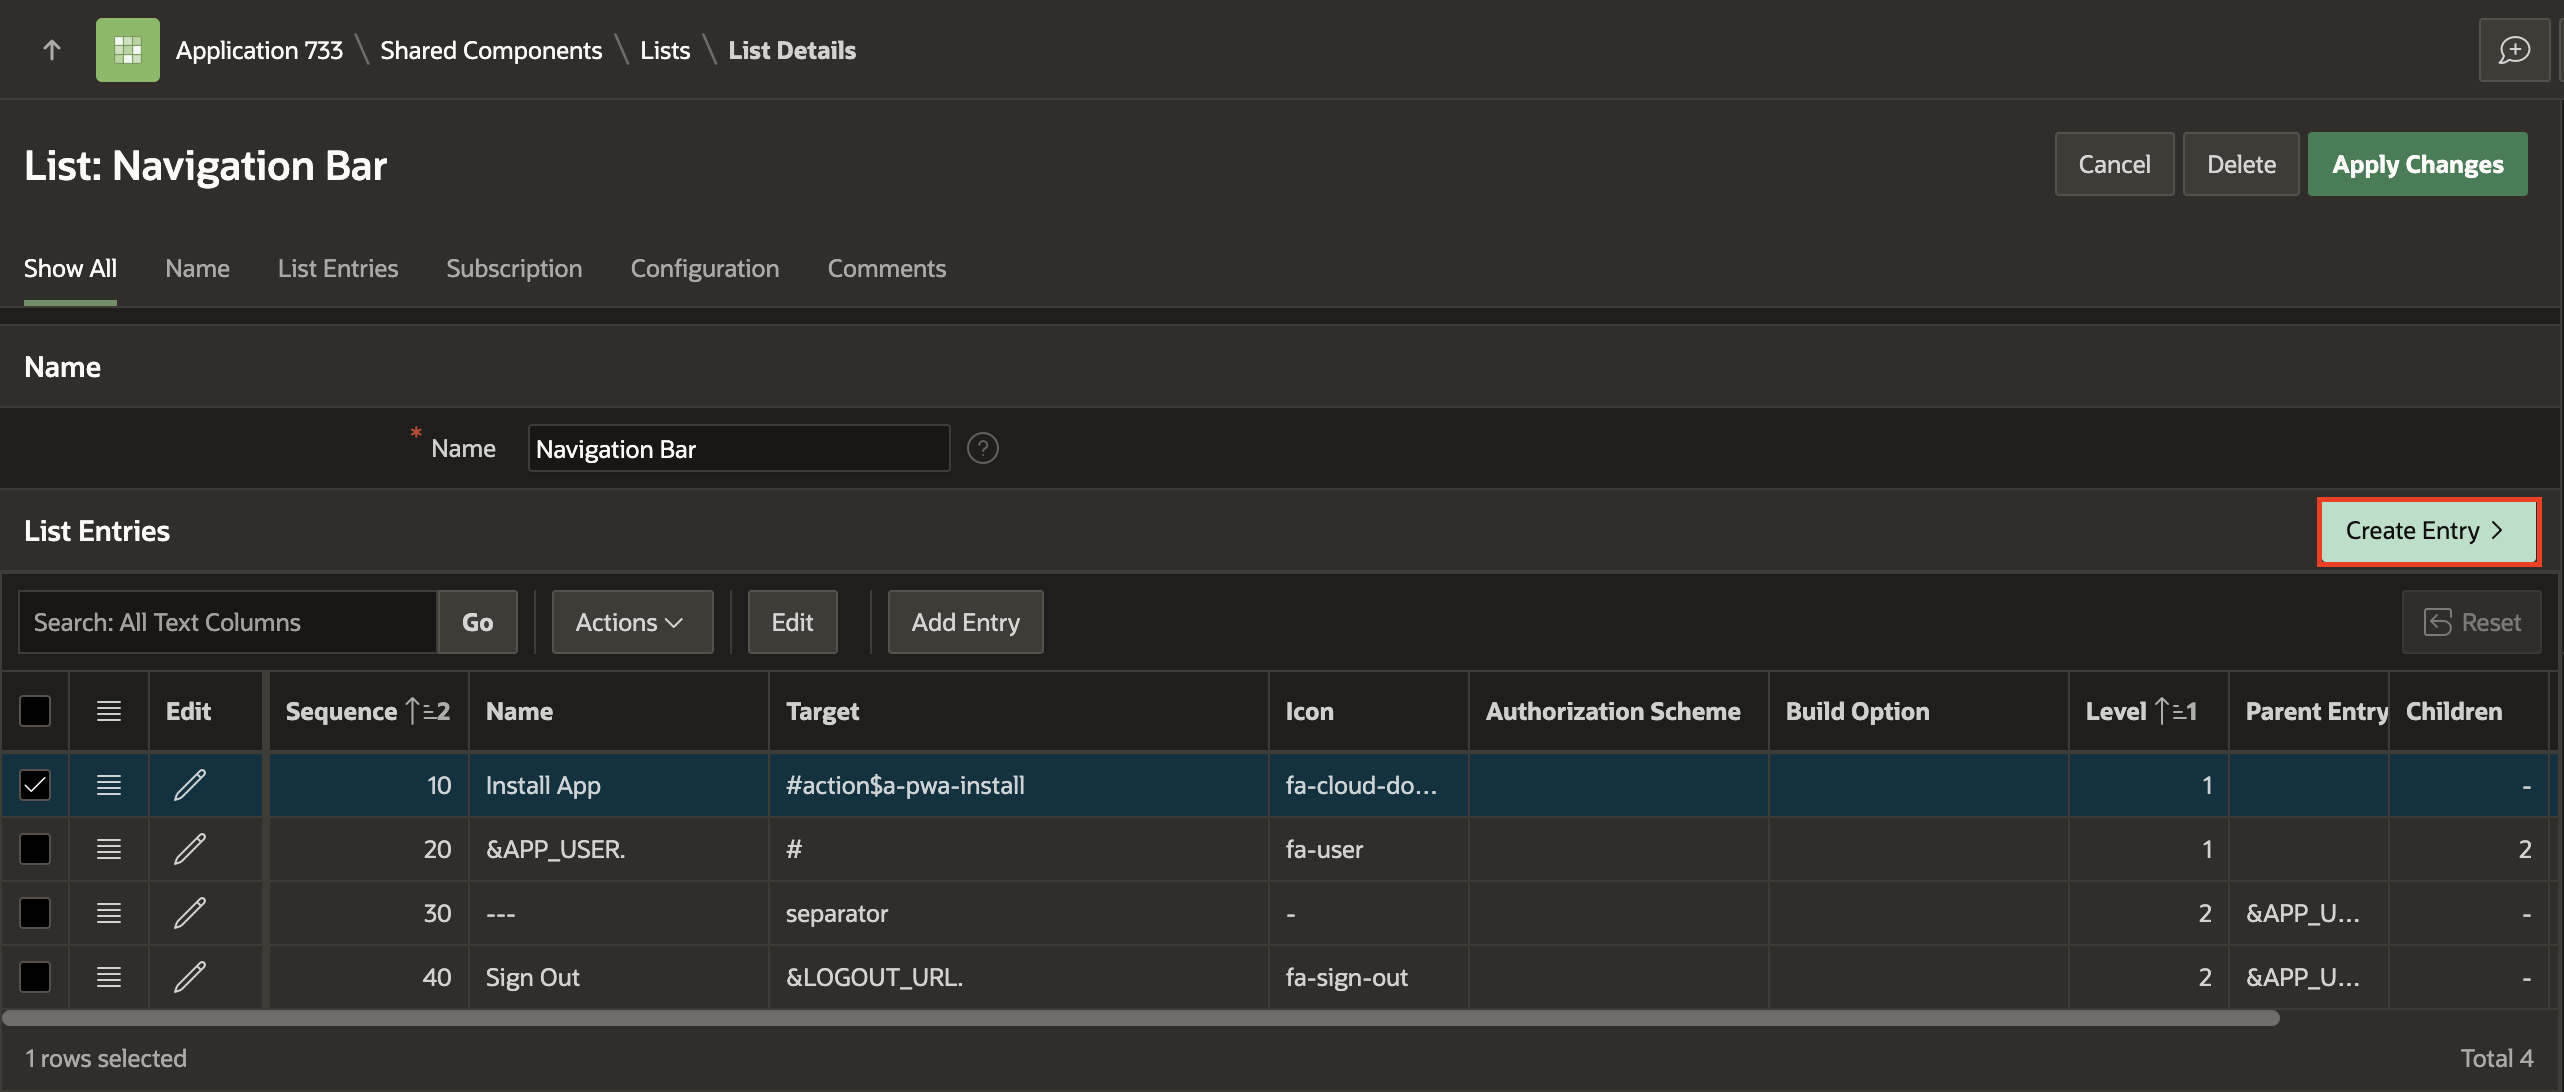 Application 733 \ Shared Components \ Lists \ List Details
List: Navigation Bar
Cancel Delete Apply Changes
Show All Name List Entries Subscription Configuration Comments
Name
* Name Navigation Bar ?
List Entries
Create Entry >
Search: All Text Columns Go Actions Edit Add Entry Reset
Edit Sequence 2 Name Target Icon Authorization Scheme Build Option Level 1 Parent Entry Children
10 Install App #action$a-pwa-install fa-cloud-do... 1 -
20 &APP_USER. # fa-user 1 2
30 --- separator - 2 &APP_U... -
40 Sign Out &LOGOUT_URL. fa-sign-out 2 &APP_U... -
1 rows selected
Total 4